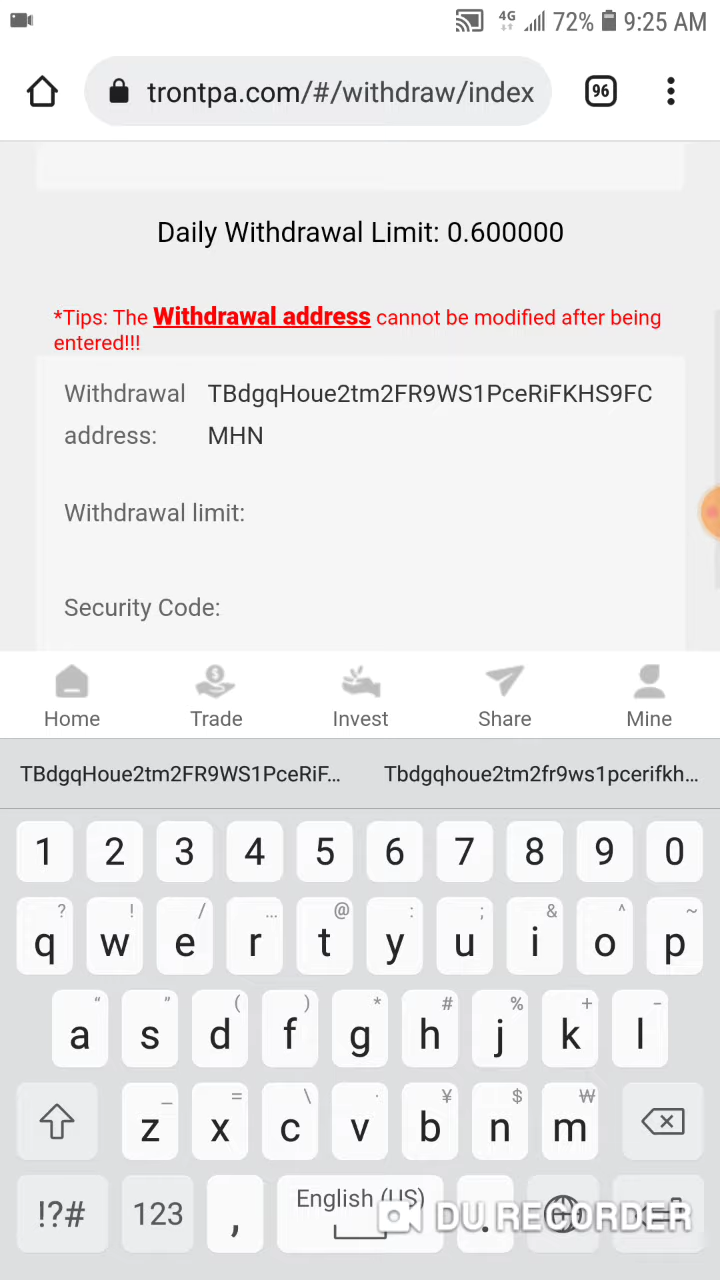 4G 72% 9:25 AM
trontpa.com/#/withdraw/index 96
Daily Withdrawal Limit: 0.600000
*Tips: The Withdrawal address cannot be modified after being
entered!!!
Withdrawal TBdgqHoue2tm2FR9WS1PceRiFKHS9FC
address: MHN
Withdrawal limit:
Security Code:
Home Trade Invest Share Mine
TBdgqHoue2tm2FR9WS1PceRiF... Tbdgqhoue2tm2fr9ws1pcerifkh...
1 2 3 4 5 6 7 8 9 0
? ! / ... @ : ; & ^ ~
q w e r t y u i o p
“ ” ( ) * # % + -
a s d f g h j k l
_ = \ · ¥ $ ₩
z x c v b n m
!?# 123 , English (US) .
DU RECORDER